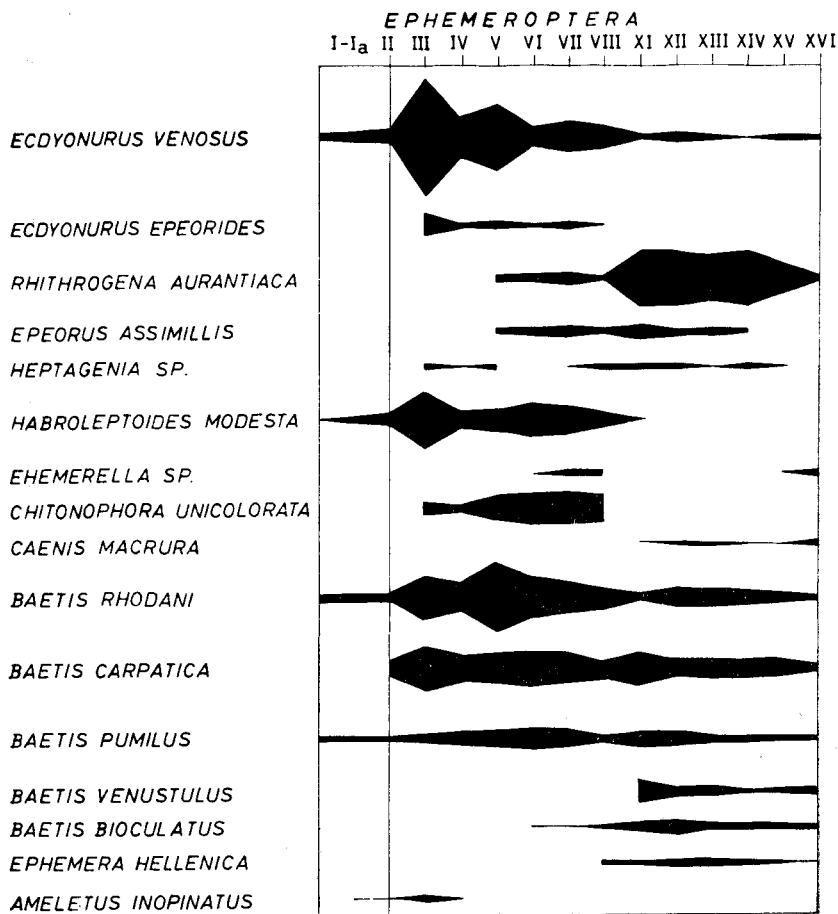 EPHEMEROPTERA
I-Ia II III IV V VI VII VIII XI XII XIII XIV XV XVI
ECDYONURUS VENOSUS
ECDYONURUS EPEORIDES
RHITHROGENA AURANTIACA
EPEORUS ASSIMILLIS
HEPTAGENIA SP.
HABROLEPTOIDES MODESTA
EHEMERELLA SP.
CHITONOPHORA UNICOLORATA
CAENIS MACRURA
BAETIS RHODANI
BAETIS CARPATICA
BAETIS PUMILUS
BAETIS VENUSTULUS
BAETIS BIOCULATUS
EPHEMERA HELLENICA
AMELETUS INOPINATUS